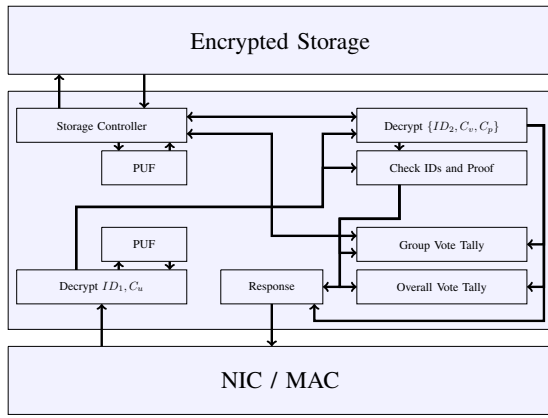 Encrypted Storage
Storage Controller
Decrypt {ID₂, Cᵥ, Cₚ}
PUF
Check IDs and Proof
PUF
Group Vote Tally
Decrypt ID₁, Cᵤ
Response
Overall Vote Tally
NIC / MAC